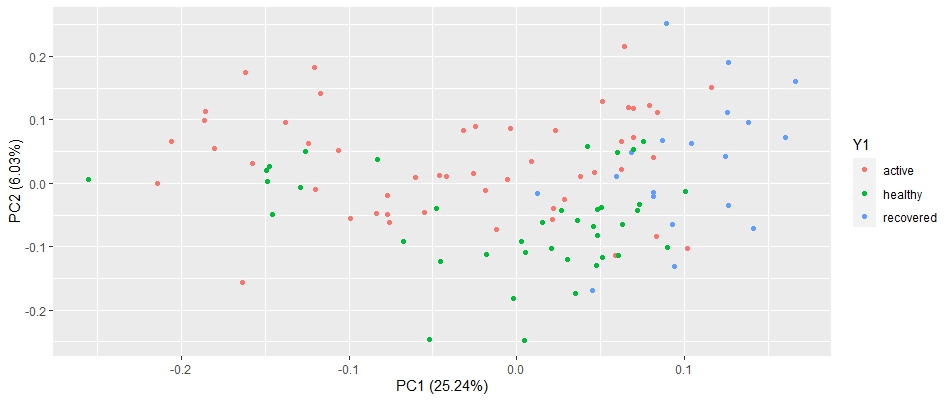 0.2
0.1
0.0
-0.1
-0.2
PC2 (6.03%)
-0.2
-0.1
0.0
0.1
PC1 (25.24%)
Y1
active
healthy
recovered